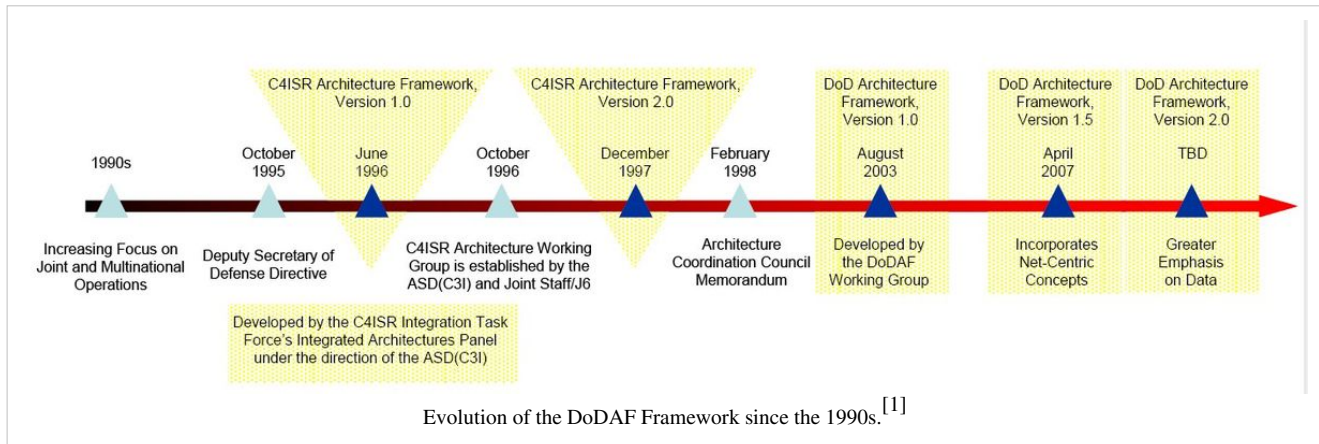 C4ISR Architecture Framework,
Version 1.0
C4ISR Architecture Framework,
Version 2.0
DoD Architecture
Framework,
Version 1.0
DoD Architecture
Framework,
Version 1.5
DoD Architecture
Framework,
Version 2.0
1990s
October
1995
June
1996
October
1996
December
1997
February
1998
August
2003
April
2007
TBD
Increasing Focus on
Joint and Multinational
Operations
Deputy Secretary of
Defense Directive
C4ISR Architecture Working
Group is established by the
ASD(C3I) and Joint Staff/J6
Architecture
Coordination Council
Memorandum
Developed by
the DoDAF
Working Group
Incorporates
Net-Centric
Concepts
Greater
Emphasis
on Data
Developed by the C4ISR Integration Task
Force's Integrated Architectures Panel
under the direction of the ASD(C3I)
Evolution of the DoDAF Framework since the 1990s.[1]